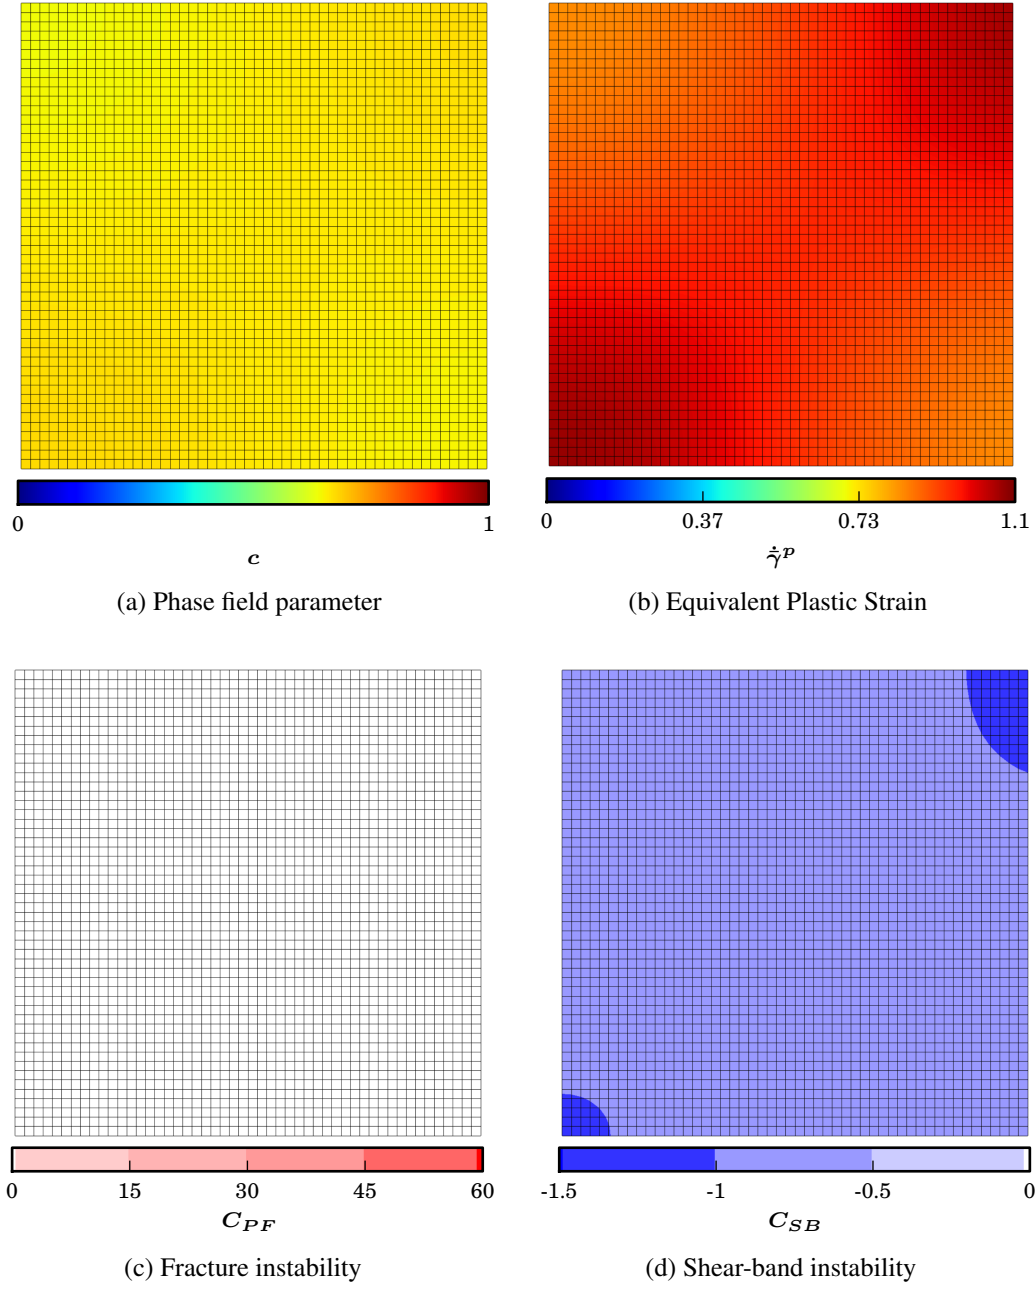 0 1
c
(a) Phase field parameter
0 0.37 0.73 1.1
γ̇̄ᵖ
(b) Equivalent Plastic Strain
0 15 30 45 60
C_PF
(c) Fracture instability
-1.5 -1 -0.5 0
C_SB
(d) Shear-band instability